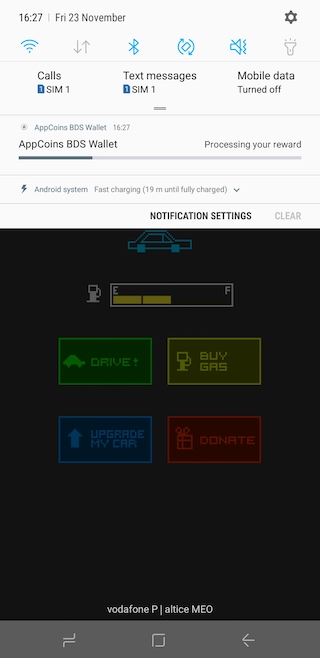 16:27 | Fri 23 November
Calls
1 SIM 1
Text messages
1 SIM 1
Mobile data
Turned off
AppCoins BDS Wallet 16:27
AppCoins BDS Wallet Processing your reward
Android system Fast charging (19 m until fully charged)
NOTIFICATION SETTINGS CLEAR
E F
DRIVE!
BUY
GAS
UPGRADE
MY CAR
DONATE
vodafone P | altice MEO